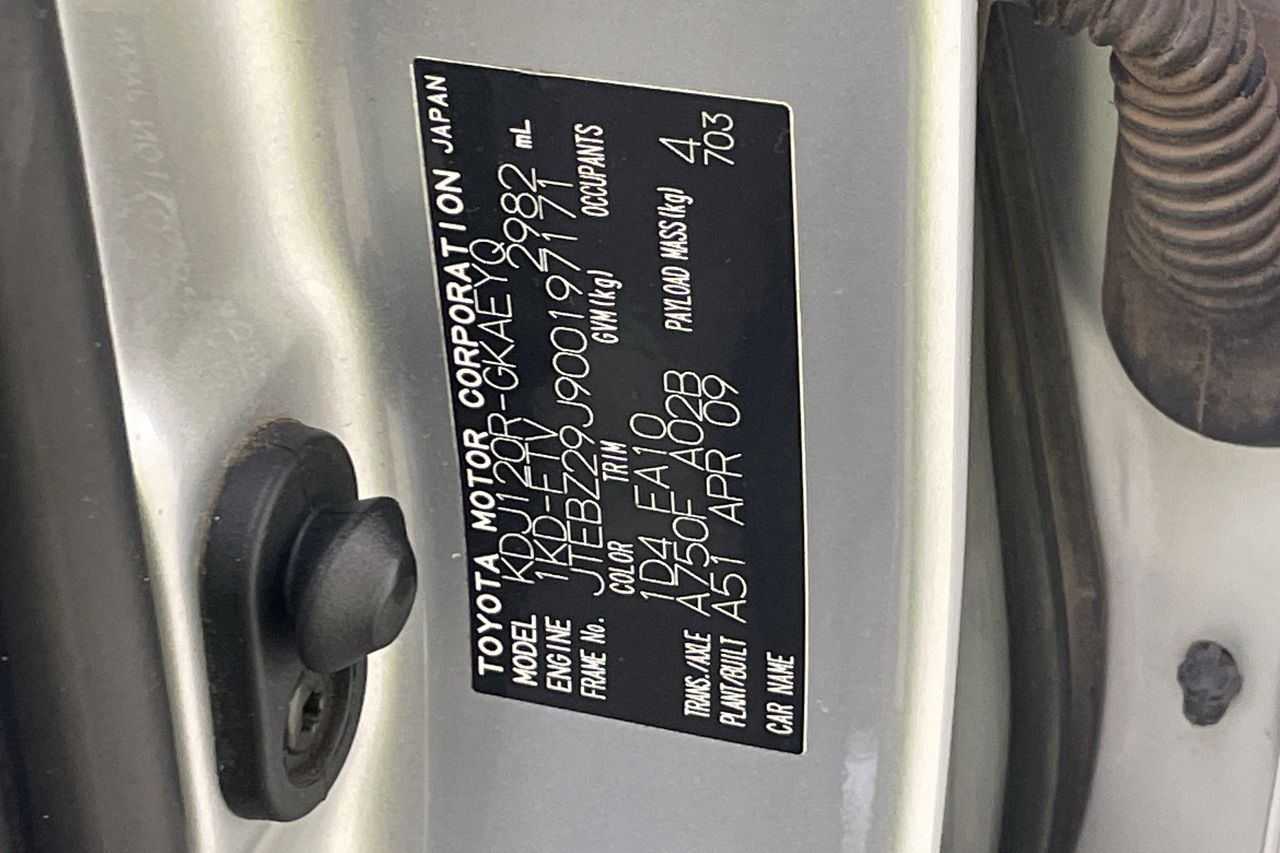 TOYOTA MOTOR CORPORATION JAPAN
MODEL KDJ120R-GKAEYQ
ENGINE 1KD-FTV 2982 mL
FRAME No. JTEBZ29J900197171
COLOR TRIM GVM(kg) OCCUPANTS
1D4 FA10 4
TRANS./AXLE A750F A02B PAYLOAD MASS(kg) 703
PLANT/BUILT A51 APR 09
CAR NAME